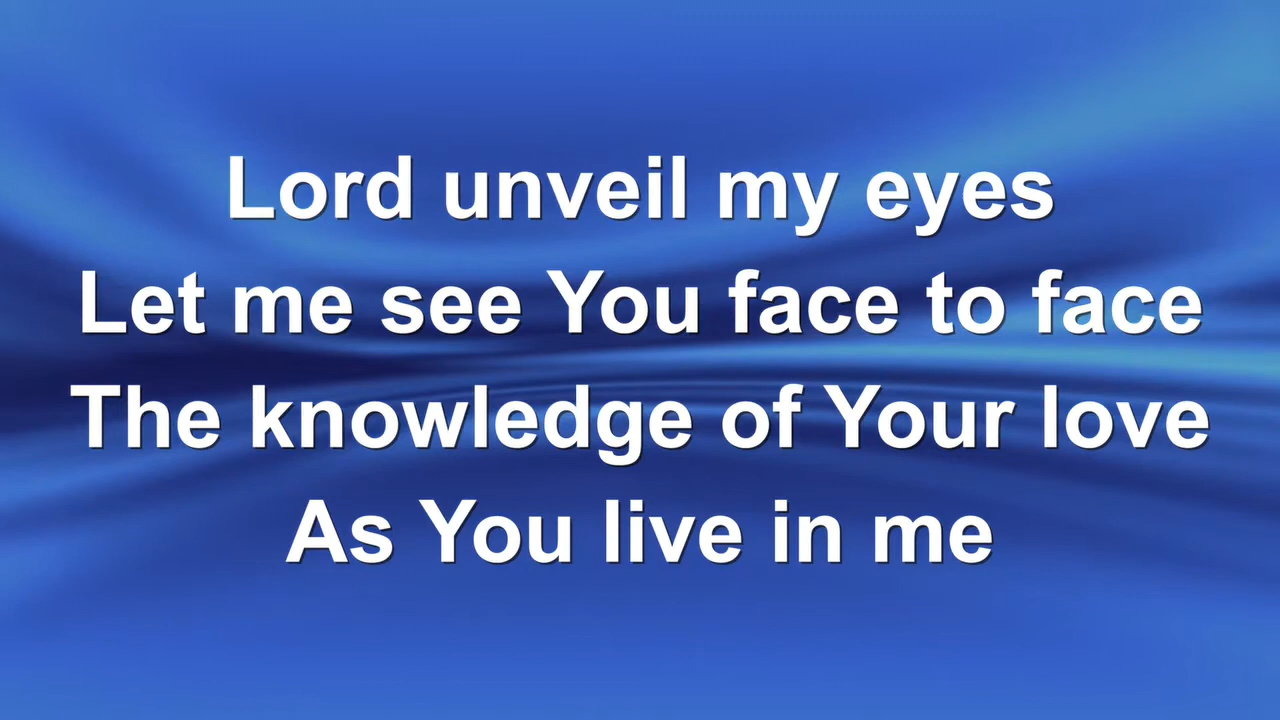 Lord unveil my eyes
Let me see You face to face
The knowledge of Your love
As You live in me